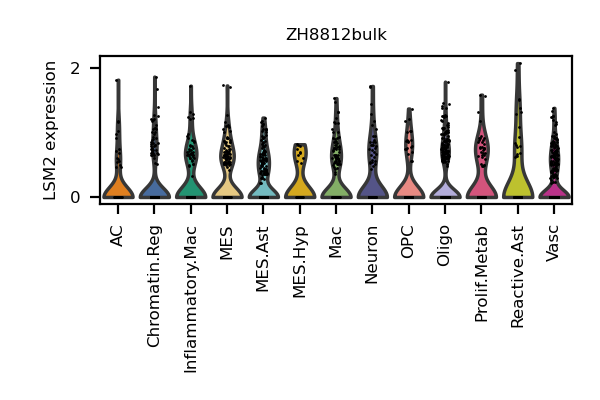 ZH8812bulk
LSM2 expression
2
0
AC
Chromatin.Reg
Inflammatory.Mac
MES
MES.Ast
MES.Hyp
Mac
Neuron
OPC
Oligo
Prolif.Metab
Reactive.Ast
Vasc